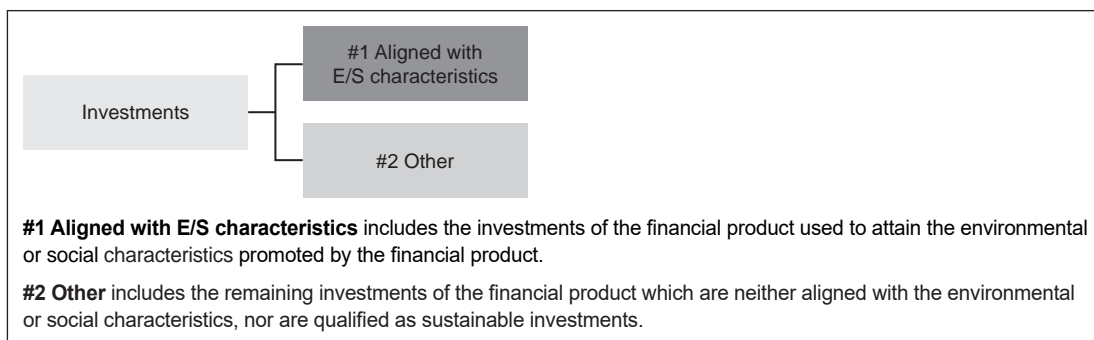 #1 Aligned with
E/S characteristics
Investments
#2 Other
#1 Aligned with E/S characteristics includes the investments of the financial product used to attain the environmental
or social characteristics promoted by the financial product.
#2 Other includes the remaining investments of the financial product which are neither aligned with the environmental
or social characteristics, nor are qualified as sustainable investments.